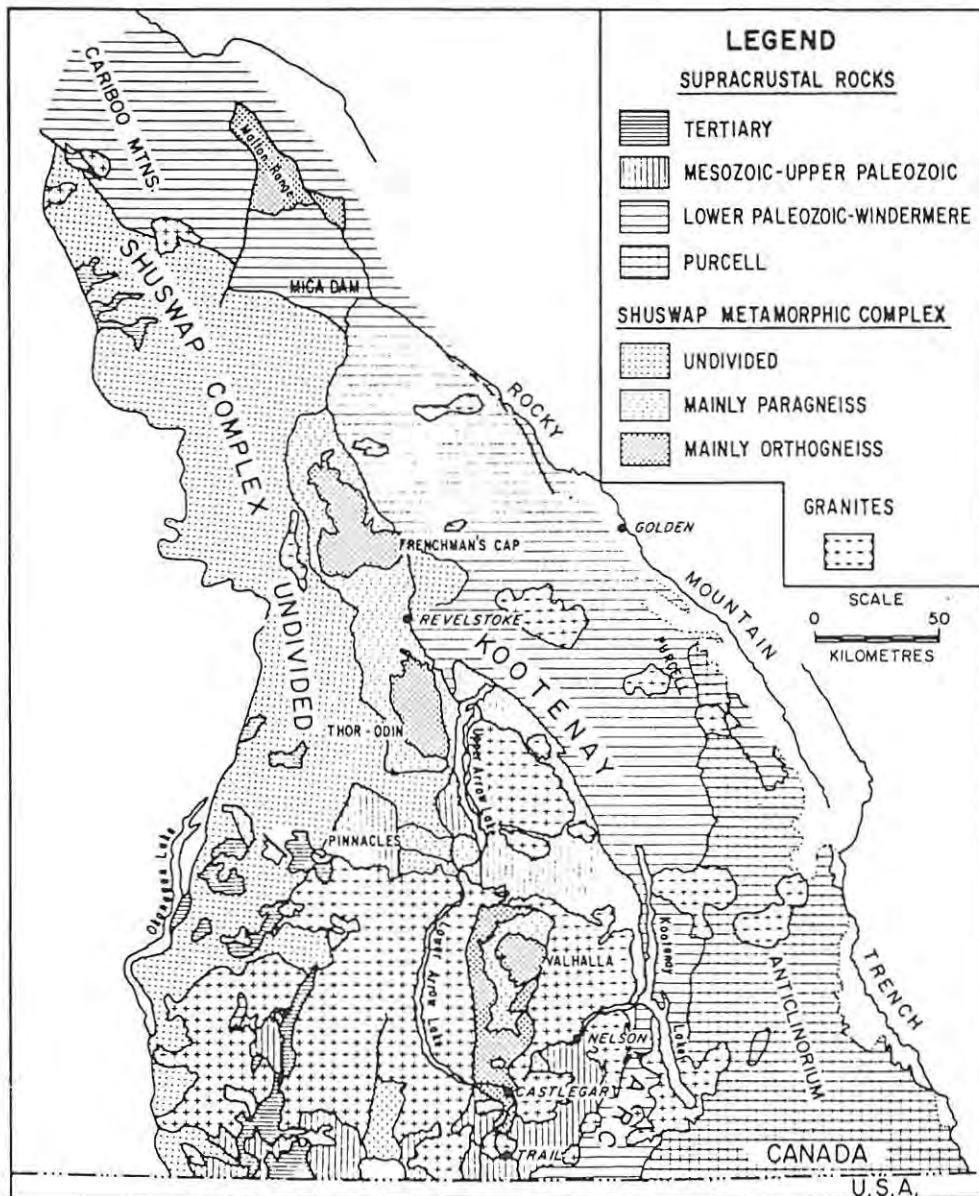 LEGEND
SUPRACRUSTAL ROCKS
TERTIARY
MESOZOIC-UPPER PALEOZOIC
LOWER PALEOZOIC-WINDERMERE
PURCELL
SHUSWAP METAMORPHIC COMPLEX
UNDIVIDED
MAINLY PARAGNEISS
MAINLY ORTHOGNEISS
GRANITES
SCALE
0 50
KILOMETRES
CARIBOO MTNS.
Malton Range
MICA DAM
SHUSWAP COMPLEX
UNDIVIDED
ROCKY
MOUNTAIN
TRENCH
GOLDEN
FRENCHMAN'S CAP
REVELSTOKE
KOOTENAY
PURCELL
ANTICLINORIUM
THOR-ODIN
Upper Arrow Lake
PINNACLES
Okanagan Lake
Lower Arrow Lake
VALHALLA
Kootenay
Lake
NELSON
CASTLEGAR
ARC
TRAIL
CANADA
U.S.A.